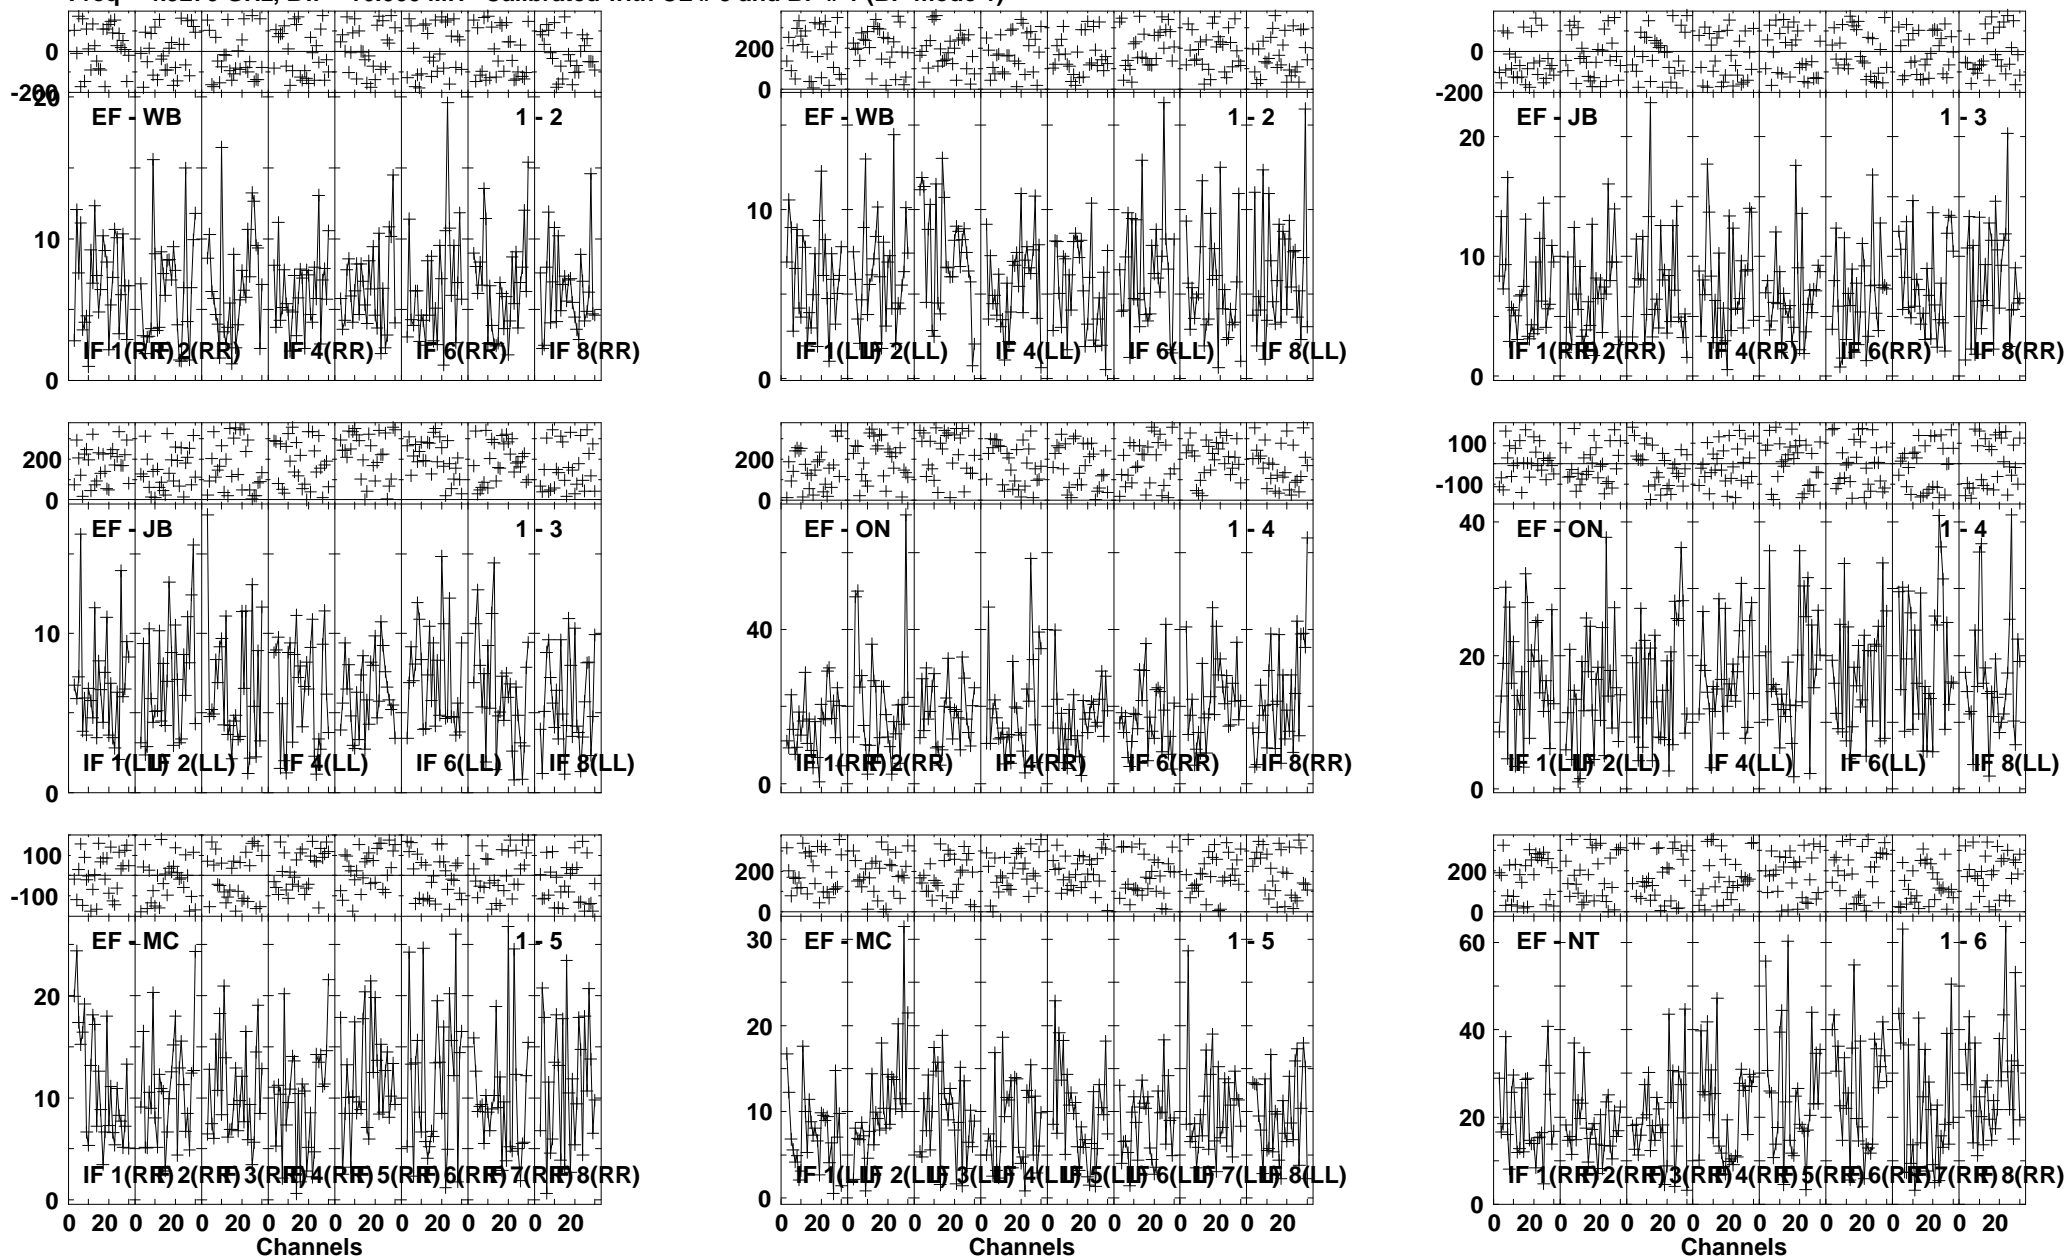 0
-200
20
10
0
EF - WB
1 - 2
IF 1(RR)
IF 2(RR)
IF 4(RR)
IF 6(RR)
IF 8(RR)
200
0
10
0
EF - WB
1 - 2
IF 1(LL)
IF 2(LL)
IF 4(LL)
IF 6(LL)
IF 8(LL)
0
-200
20
10
0
EF - JB
1 - 3
IF 1(RR)
IF 2(RR)
IF 4(RR)
IF 6(RR)
IF 8(RR)
200
0
10
0
EF - JB
1 - 3
IF 1(LL)
IF 2(LL)
IF 4(LL)
IF 6(LL)
IF 8(LL)
200
0
40
0
EF - ON
1 - 4
IF 1(RR)
IF 2(RR)
IF 4(RR)
IF 6(RR)
IF 8(RR)
100
-100
40
20
0
EF - ON
1 - 4
IF 1(LL)
IF 2(LL)
IF 4(LL)
IF 6(LL)
IF 8(LL)
100
-100
20
10
0
EF - MC
1 - 5
IF 1(RR)
IF 2(RR)
IF 3(RR)
IF 4(RR)
IF 5(RR)
IF 6(RR)
IF 7(RR)
IF 8(RR)
0 20 0 20 0 20 0 20 0 20 0 20 0 20 0 20
Channels
200
0
30
20
10
0
EF - MC
1 - 5
IF 1(LL)
IF 2(LL)
IF 3(LL)
IF 4(LL)
IF 5(LL)
IF 6(LL)
IF 7(LL)
IF 8(LL)
0 20 0 20 0 20 0 20 0 20 0 20 0 20 0 20
Channels
200
0
60
40
20
0
EF - NT
1 - 6
IF 1(RR)
IF 2(RR)
IF 3(RR)
IF 4(RR)
IF 5(RR)
IF 6(RR)
IF 7(RR)
IF 8(RR)
0 20 0 20 0 20 0 20 0 20 0 20 0 20 0 20
Channels